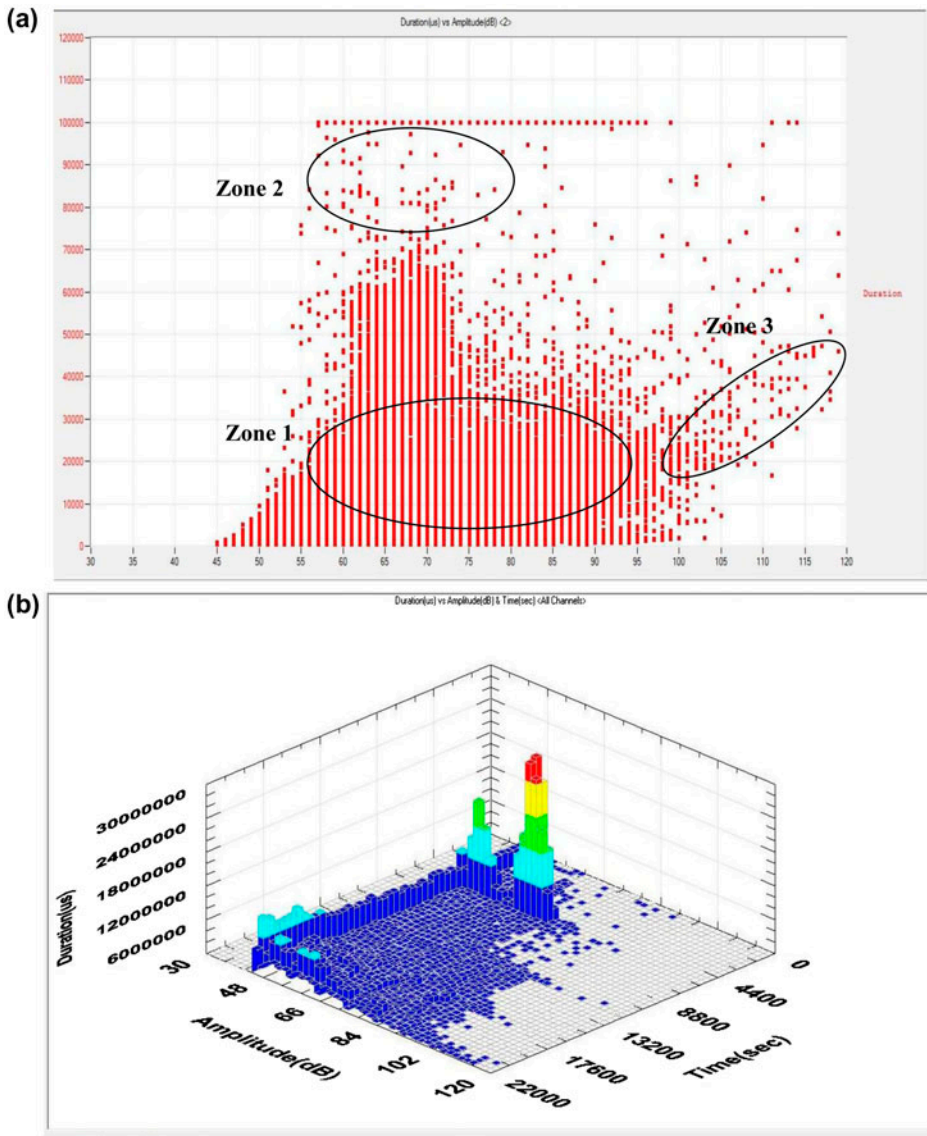 (a)
Duration(us) vs Amplitude(dB) <2>
120000
110000
100000
90000
80000
70000
60000
50000
40000
30000
20000
10000
0
Zone 2
Zone 1
Zone 3
Duration
30 35 40 45 50 55 60 65 70 75 80 85 90 95 100 105 110 115 120
(b)
Duration(us) vs Amplitude(dB) & Time(sec) <All Channels>
30000000
24000000
18000000
12000000
6000000
Duration(us)
30
48
66
84
102
120
Amplitude(dB)
0
4400
8800
13200
17600
22000
Time(sec)